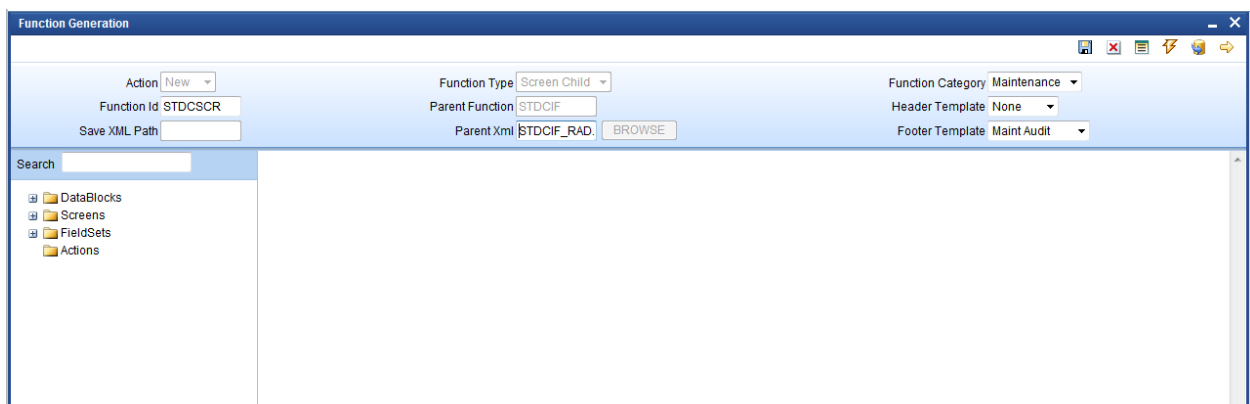 Function Generation
Action New Function Type Screen Child Function Category Maintenance
Function Id STDCSCR Parent Function STDCIF Header Template None
Save XML Path Parent Xml STDCIF_RAD. BROWSE Footer Template Maint Audit
Search
DataBlocks
Screens
FieldSets
Actions